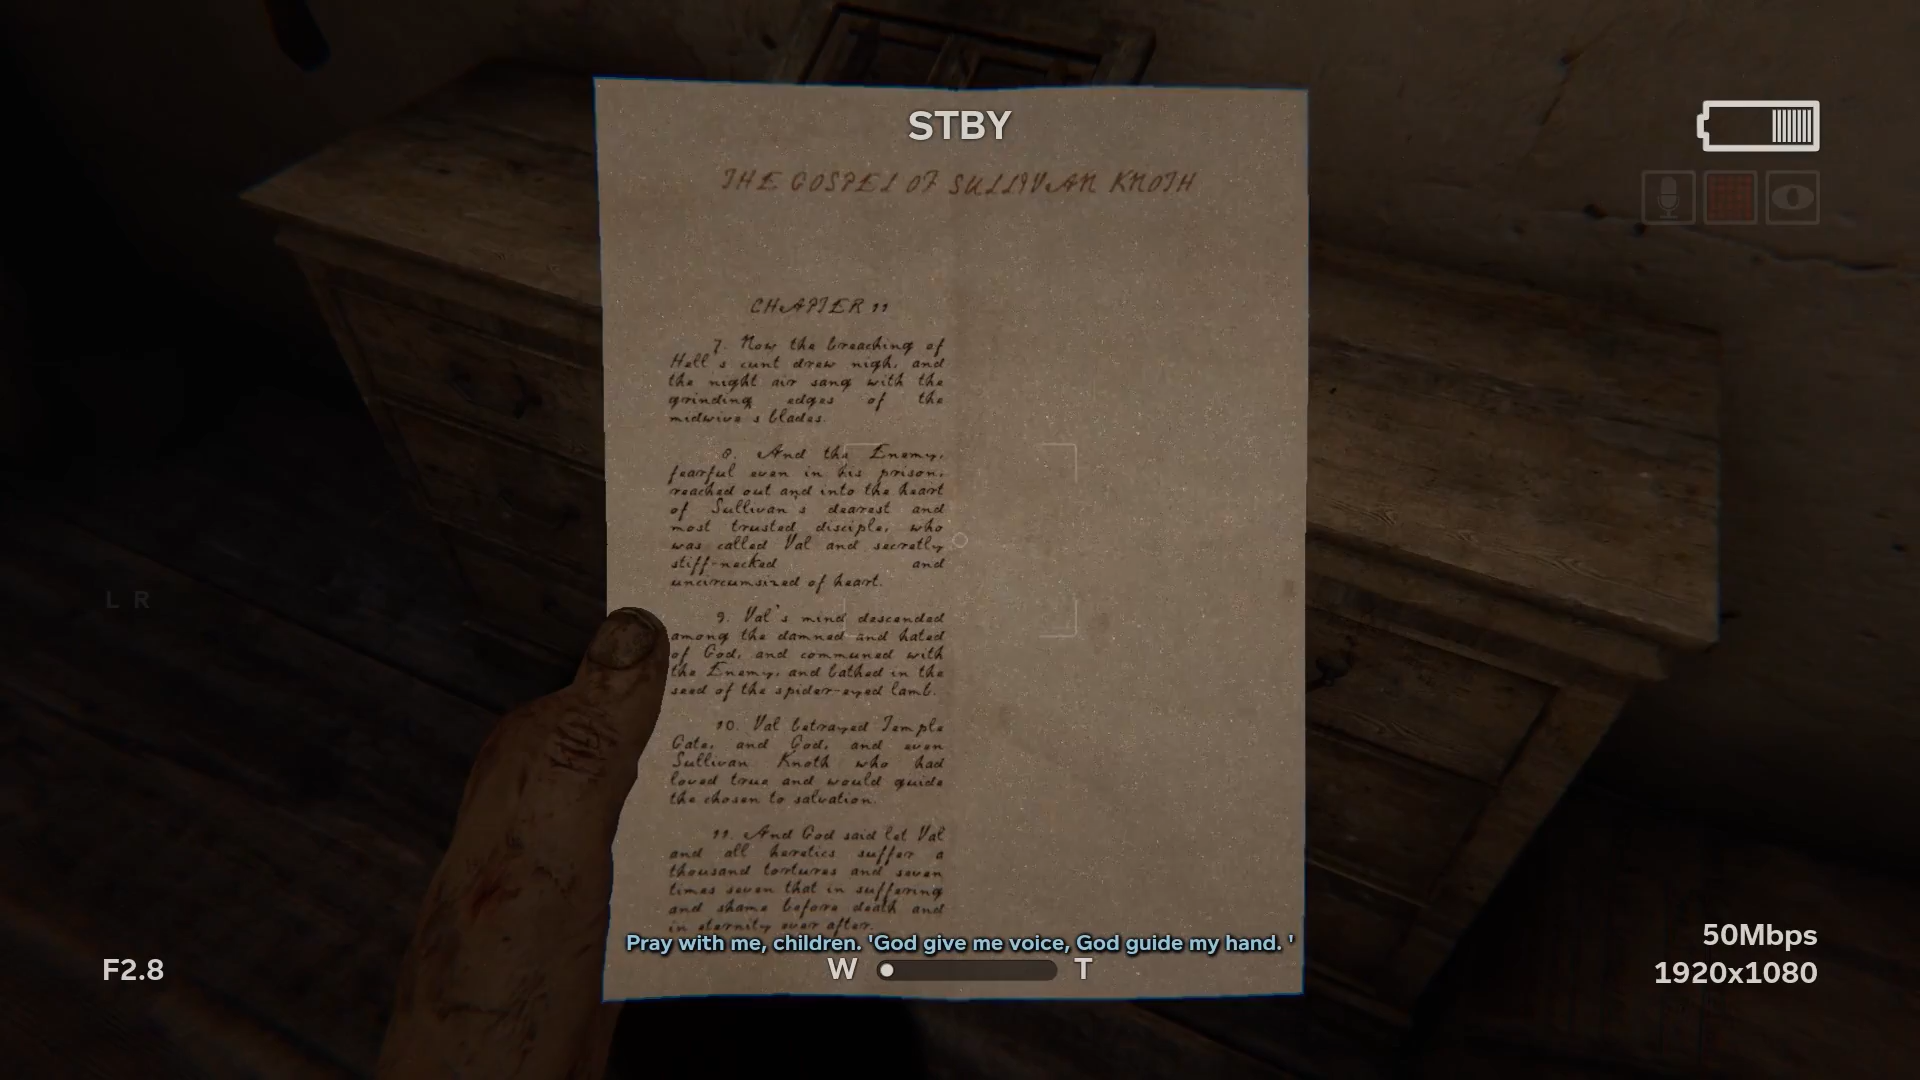 STBY
THE GOSPEL OF SULLIVAN KNOTH
CHAPTER 11
7. Now the breaching of
Hell's cunt drew nigh, and
the night air sang with the
grinding edges of the
midwive's blades.
8. And the Enemy,
fearful even in his prison,
reached out and into the heart
of Sullivan's dearest and
most trusted disciple, who
was called Val and secretly
stiff-necked and
uncircumsized of heart.
L R
9. Val's mind descended
among the damned and hated
of God, and communed with
the Enemy, and bathed in the
seed of the spider-eyed lamb.
10. Val betrayed Temple
Gate, and God, and even
Sullivan Knoth who had
loved true and would guide
the chosen to salvation.
11. And God said let Val
and all heretics suffer a
thousand tortures and seven
times seven that in suffering
and shame before death and
in eternity ever after.
Pray with me, children. 'God give me voice, God guide my hand. '
50Mbps
F2.8
W T
1920x1080